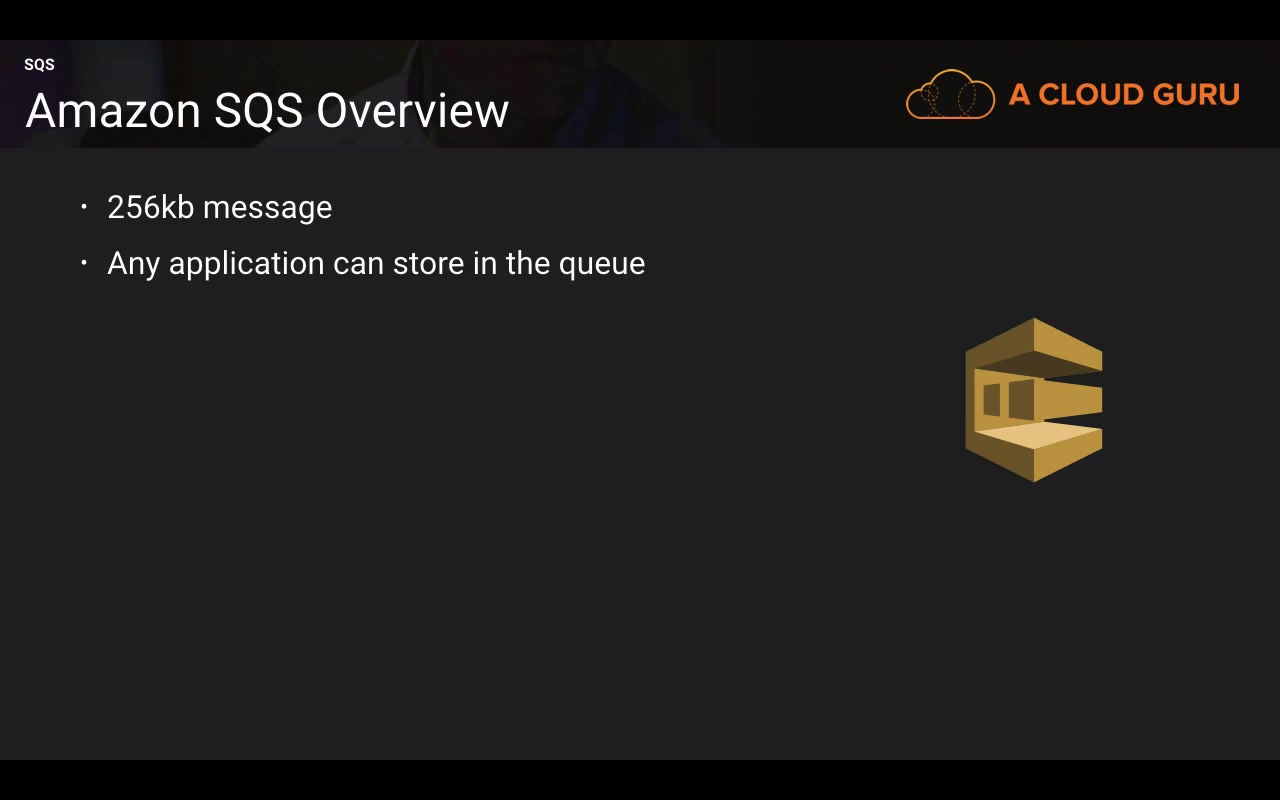 SQS
Amazon SQS Overview
A CLOUD GURU
· 256kb message
· Any application can store in the queue